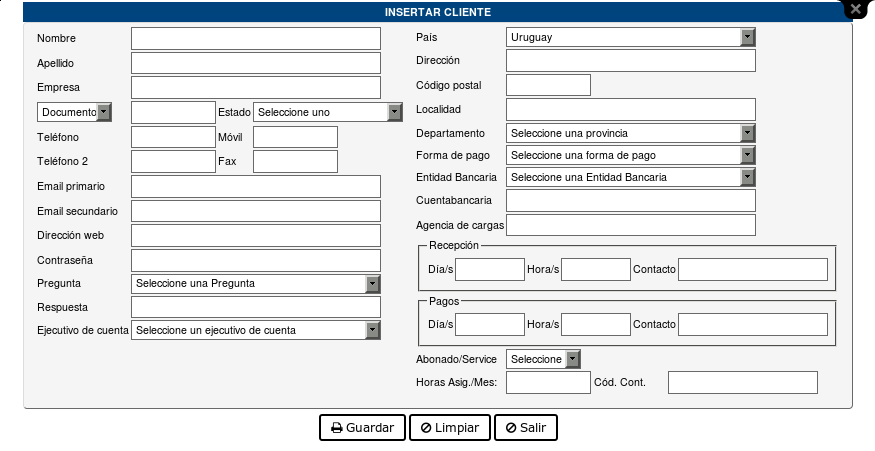 INSERTAR CLIENTE
Nombre
Apellido
Empresa
Documento Estado Seleccione uno
Teléfono Móvil
Teléfono 2 Fax
Email primario
Email secundario
Dirección web
Contraseña
Pregunta Seleccione una Pregunta
Respuesta
Ejecutivo de cuenta Seleccione un ejecutivo de cuenta
País Uruguay
Dirección
Código postal
Localidad
Departamento Seleccione una provincia
Forma de pago Seleccione una forma de pago
Entidad Bancaria Seleccione una Entidad Bancaria
Cuentabancaria
Agencia de cargas
Recepción
Día/s Hora/s Contacto
Pagos
Día/s Hora/s Contacto
Abonado/Service Seleccione
Horas Asig./Mes: Cód. Cont.
Guardar Limpiar Salir